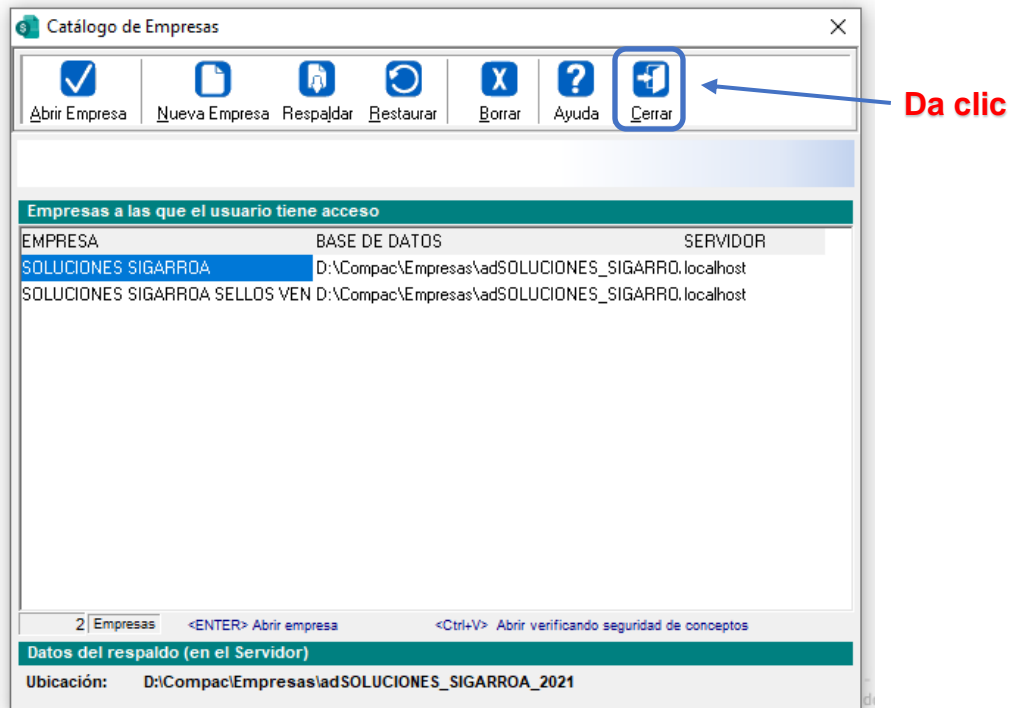 Catálogo de Empresas
Abrir Empresa Nueva Empresa Respaldar Restaurar Borrar Ayuda Cerrar
Da clic
Empresas a las que el usuario tiene acceso
EMPRESA BASE DE DATOS SERVIDOR
SOLUCIONES SIGARROA D:\Compac\Empresas\adSOLUCIONES_SIGARRO. localhost
SOLUCIONES SIGARROA SELLOS VEN D:\Compac\Empresas\adSOLUCIONES_SIGARRO. localhost
2 Empresas <ENTER> Abrir empresa <Ctrl+V> Abrir verificando seguridad de conceptos
Datos del respaldo (en el Servidor)
Ubicación: D:\Compac\Empresas\adSOLUCIONES_SIGARROA_2021